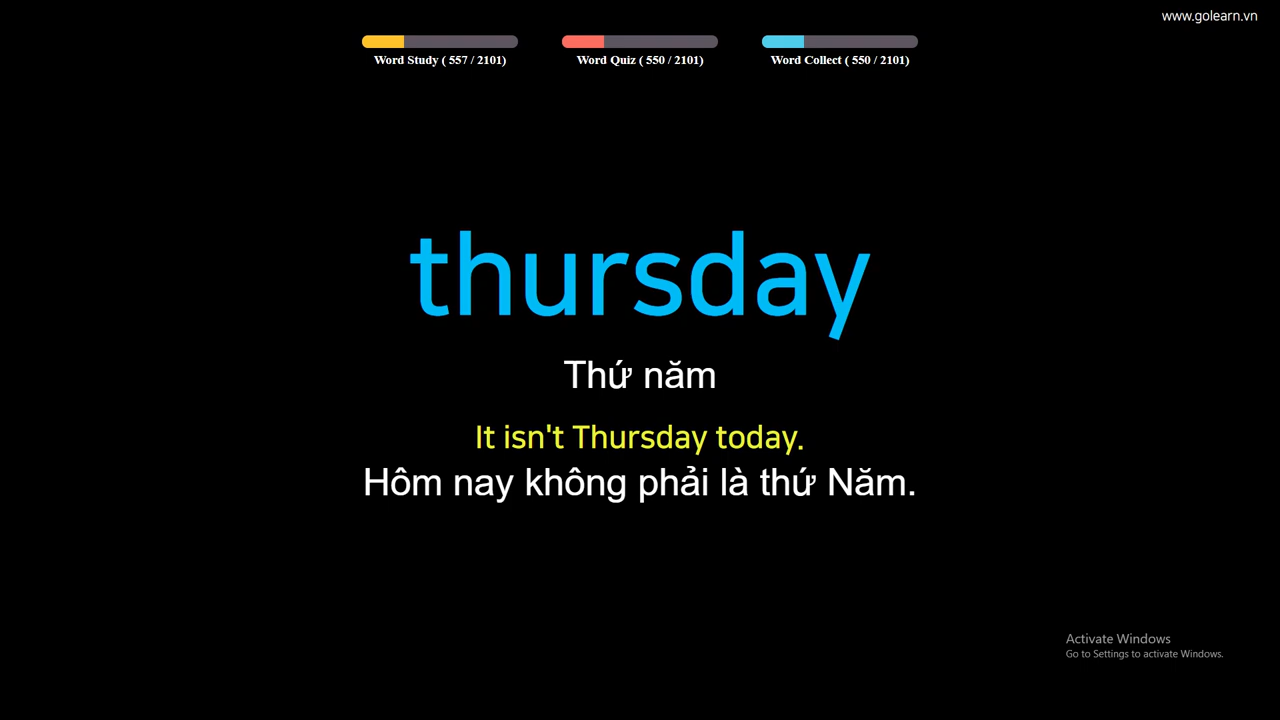 www.golearn.vn
Word Study ( 557 / 2101)
Word Quiz ( 550 / 2101)
Word Collect ( 550 / 2101)
thursday
Thứ năm
It isn't Thursday today.
Hôm nay không phải là thứ Năm.
Activate Windows
Go to Settings to activate Windows.